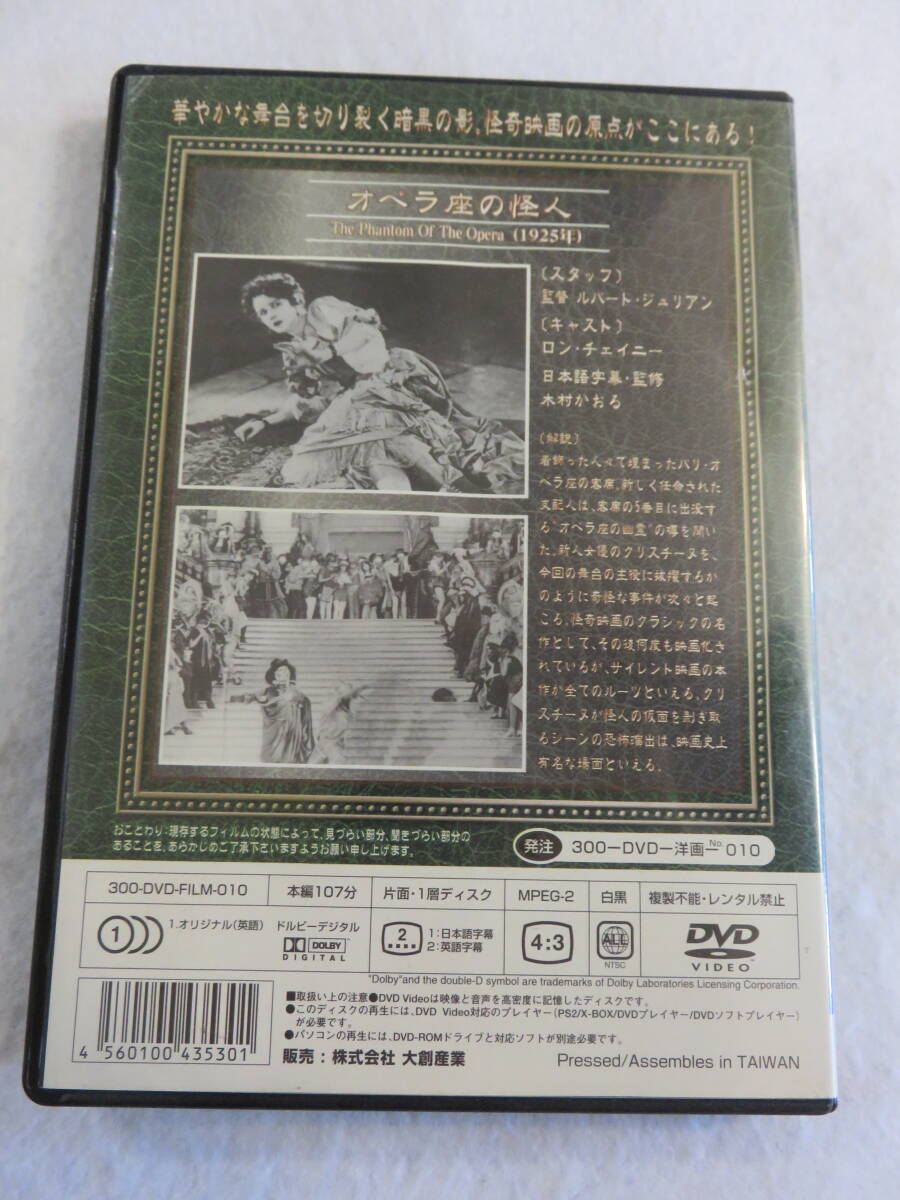 華やかな舞台を切り裂く暗黒の影、怪奇映画の原点がここにある！
オペラ座の怪人
The Phantom Of The Opera (1925年)
〔スタッフ〕
監督 ルパート・ジュリアン
〔キャスト〕
ロン・チェイニー
日本語字幕・監修
木村かおる
〔解説〕
着飾った人々で埋まったパリ・オ
ペラ座の客席。新しく任命された
支配人は、客席の5番目に出没す
る"オペラ座の幽霊"の噂を聞い
た。新人女優のクリスチーヌを、
今回の舞台の主役に抜擢するか
のように奇怪な事件が次々と起
こる。怪奇映画のクラシックの名
作として、その後何度も映画化さ
れているが、サイレント映画の本
作が全てのルーツといえる。クリ
スチーヌが怪人の仮面を剥ぎ取
るシーンの恐怖演出は、映画史上
有名な場面といえる。
おことわり:現存するフィルムの状態によって、見づらい部分、聞きづらい部分の
あることを、あらかじめご了承下さいますようお願い申し上げます。
発注 300-DVD-洋画-No.010
300-DVD-FILM-010 本編107分 片面・1層ディスク MPEG-2 白黒 複製不能・レンタル禁止
1 1.オリジナル(英語) ドルビーデジタル DOLBY DIGITAL 2 1:日本語字幕 2:英語字幕 4:3 ALL NTSC DVD VIDEO
"Dolby"and the double-D symbol are trademarks of Dolby Laboratories Licensing Corporation.
■取扱い上の注意●DVD Videoは映像と音声を高密度に記憶したディスクです。
●このディスクの再生には、DVD Video対応のプレイヤー(PS2/X-BOX/DVDプレイヤー/DVDソフトプレイヤー)
が必要です。
●パソコンの再生には、DVD-ROMドライブと対応ソフトが別途必要です。
4 560100 435301
販売：株式会社 大創産業
Pressed/Assembles in TAIWAN